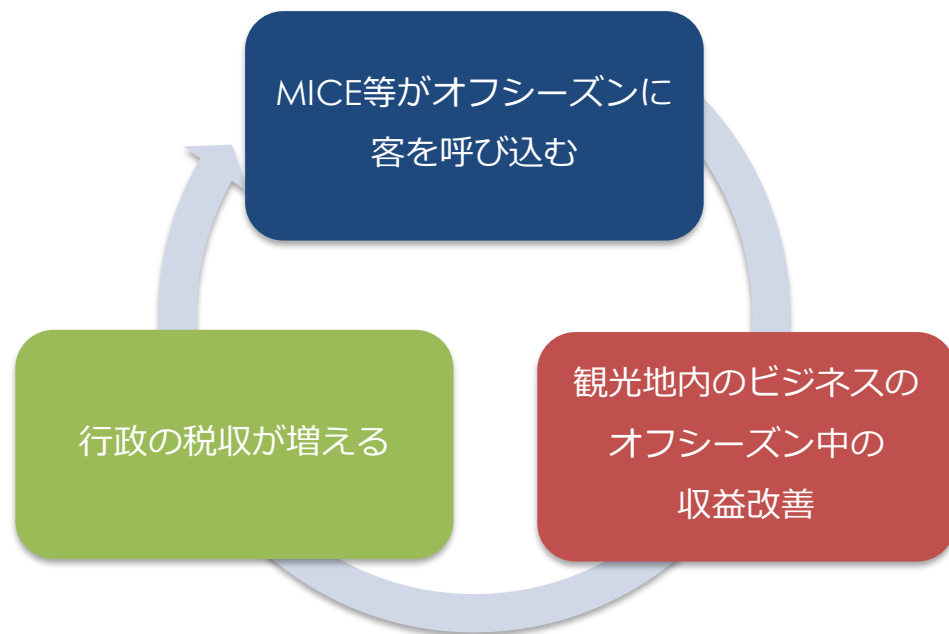 MICE等がオフシーズンに
客を呼び込む
観光地内のビジネスの
オフシーズン中の
収益改善
行政の税収が増える